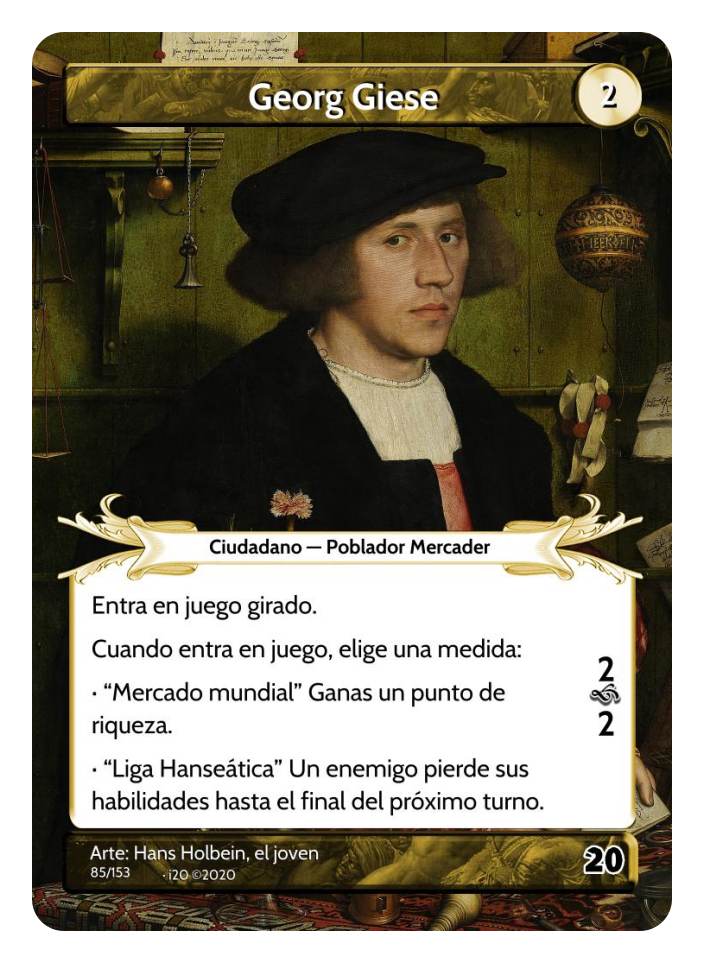 Georg Giese
2
Ciudadano — Poblador Mercader
Entra en juego girado.
Cuando entra en juego, elige una medida:
· “Mercado mundial” Ganas un punto de
riqueza.
· “Liga Hanseática” Un enemigo pierde sus
habilidades hasta el final del próximo turno.
2
2
Arte: Hans Holbein, el joven
85/153 · i20 ©2020
20